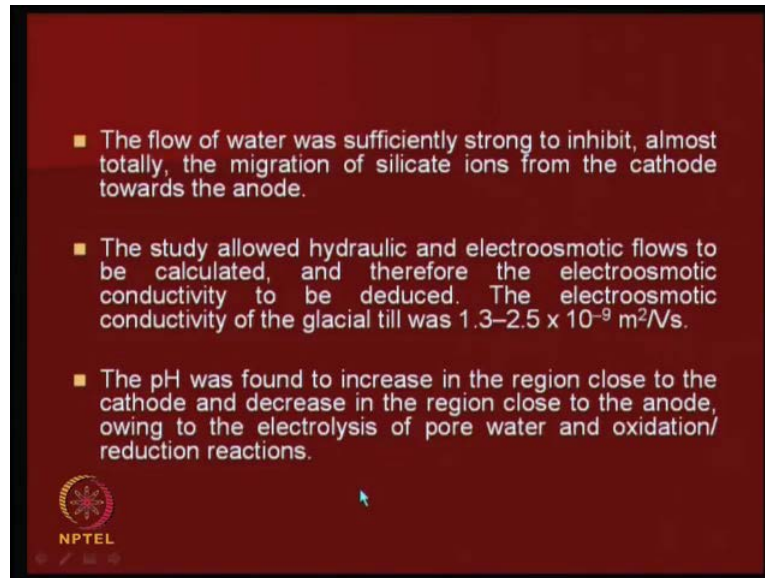 The flow of water was sufficiently strong to inhibit, almost
totally, the migration of silicate ions from the cathode
towards the anode.
The study allowed hydraulic and electroosmotic flows to
be calculated, and therefore the electroosmotic
conductivity to be deduced. The electroosmotic
conductivity of the glacial till was 1.3–2.5 x 10⁻⁹ m²/Vs.
The pH was found to increase in the region close to the
cathode and decrease in the region close to the anode,
owing to the electrolysis of pore water and oxidation/
reduction reactions.
NPTEL